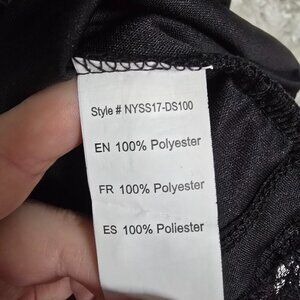 Style # NYSS17-DS100
EN 100% Polyester
FR 100% Polyester
ES 100% Poliester